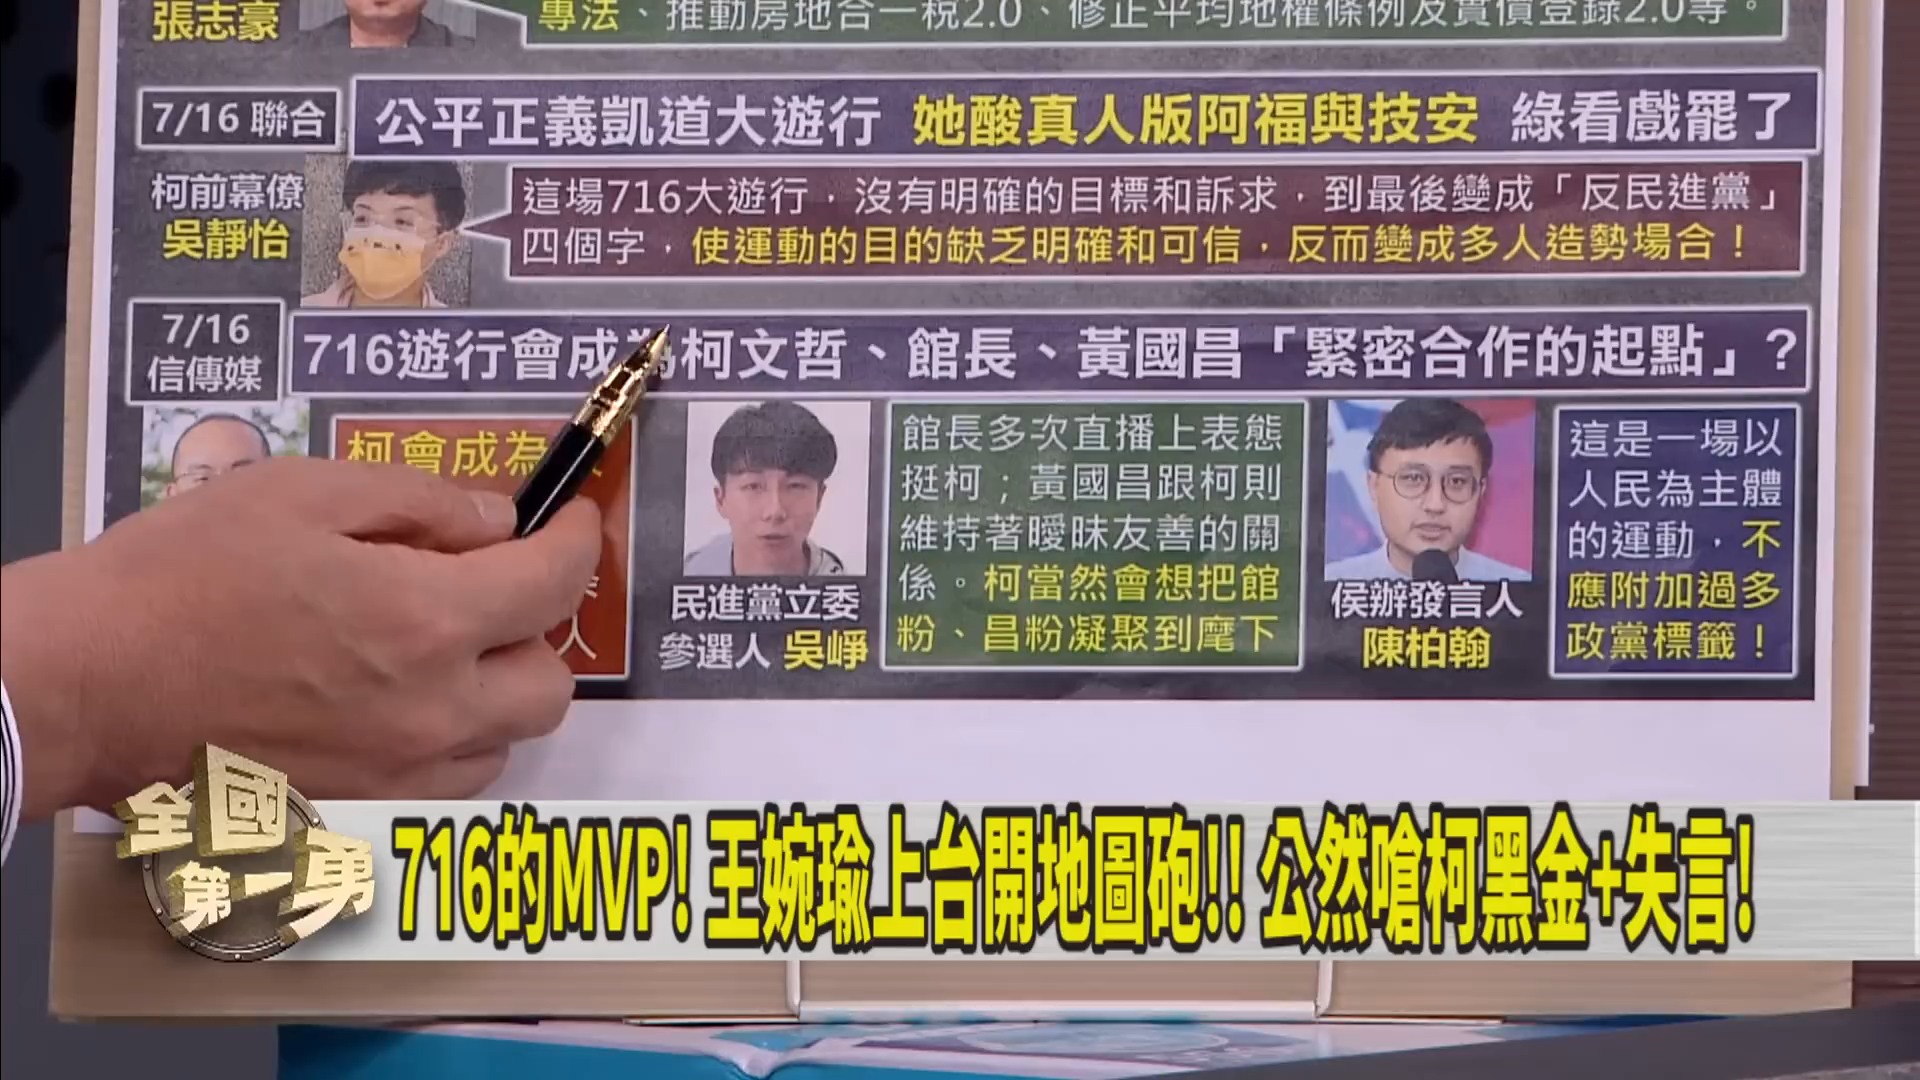 張志豪
專法、推動房地合一稅2.0、修正平均地權條例及實價登錄2.0等。
7/16 聯合
公平正義凱道大遊行 她酸真人版阿福與技安 綠看戲罷了
柯前幕僚
吳靜怡
這場716大遊行,沒有明確的目標和訴求,到最後變成「反民進黨」
四個字,使運動的目的缺乏明確和可信,反而變成多人造勢場合!
7/16
信傳媒
716遊行會成為柯文哲、館長、黃國昌「緊密合作的起點」?
柯會成為
人
民進黨立委
參選人 吳崢
館長多次直播上表態
挺柯;黃國昌跟柯則
維持著曖昧友善的關
係。柯當然會想把館
粉、昌粉凝聚到麾下
侯辦發言人
陳柏翰
這是一場以
人民為主體
的運動,不
應附加過多
政黨標籤!
全國第一勇
716的MVP! 王婉瑜上台開地圖砲!! 公然嗆柯黑金+失言!